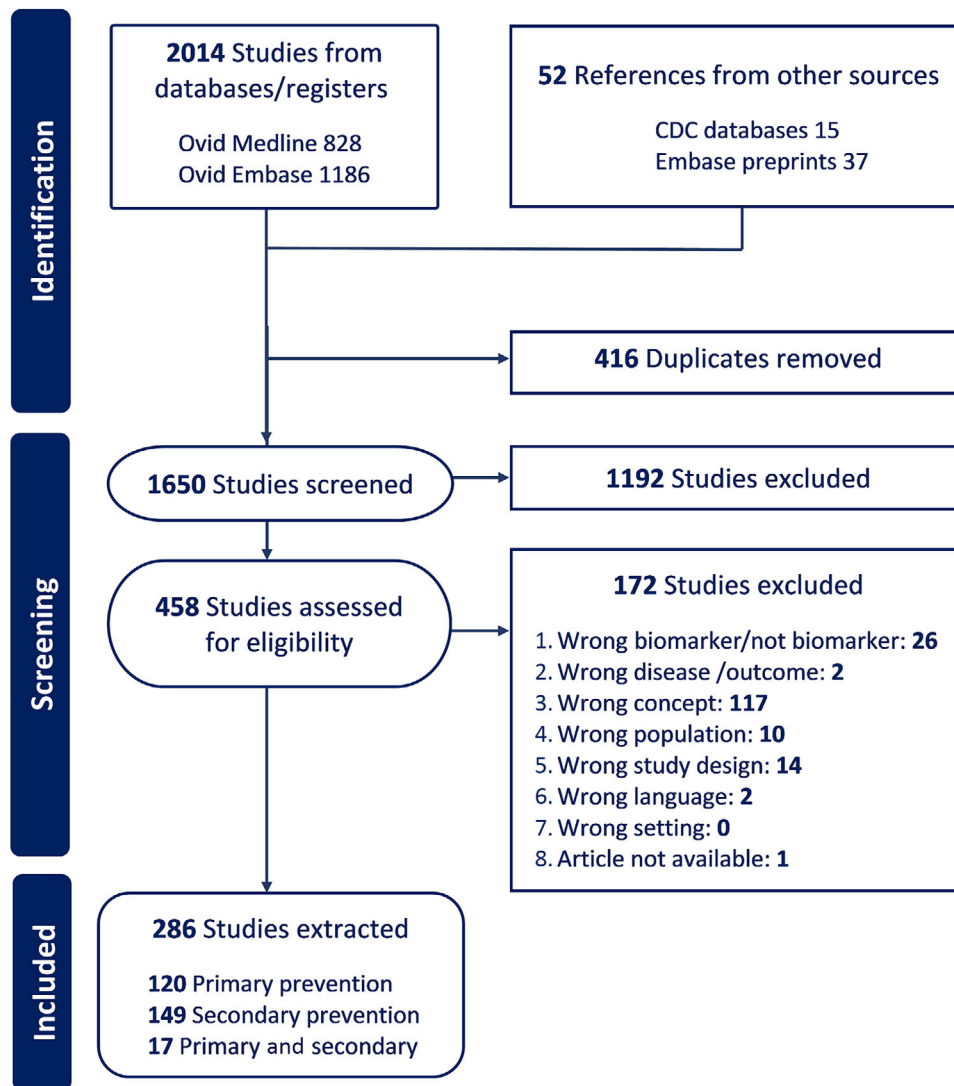 Identification
2014 Studies from
databases/registers
Ovid Medline 828
Ovid Embase 1186
52 References from other sources
CDC databases 15
Embase preprints 37
416 Duplicates removed
Screening
1650 Studies screened
1192 Studies excluded
458 Studies assessed
for eligibility
172 Studies excluded
1. Wrong biomarker/not biomarker: 26
2. Wrong disease /outcome: 2
3. Wrong concept: 117
4. Wrong population: 10
5. Wrong study design: 14
6. Wrong language: 2
7. Wrong setting: 0
8. Article not available: 1
Included
286 Studies extracted
120 Primary prevention
149 Secondary prevention
17 Primary and secondary